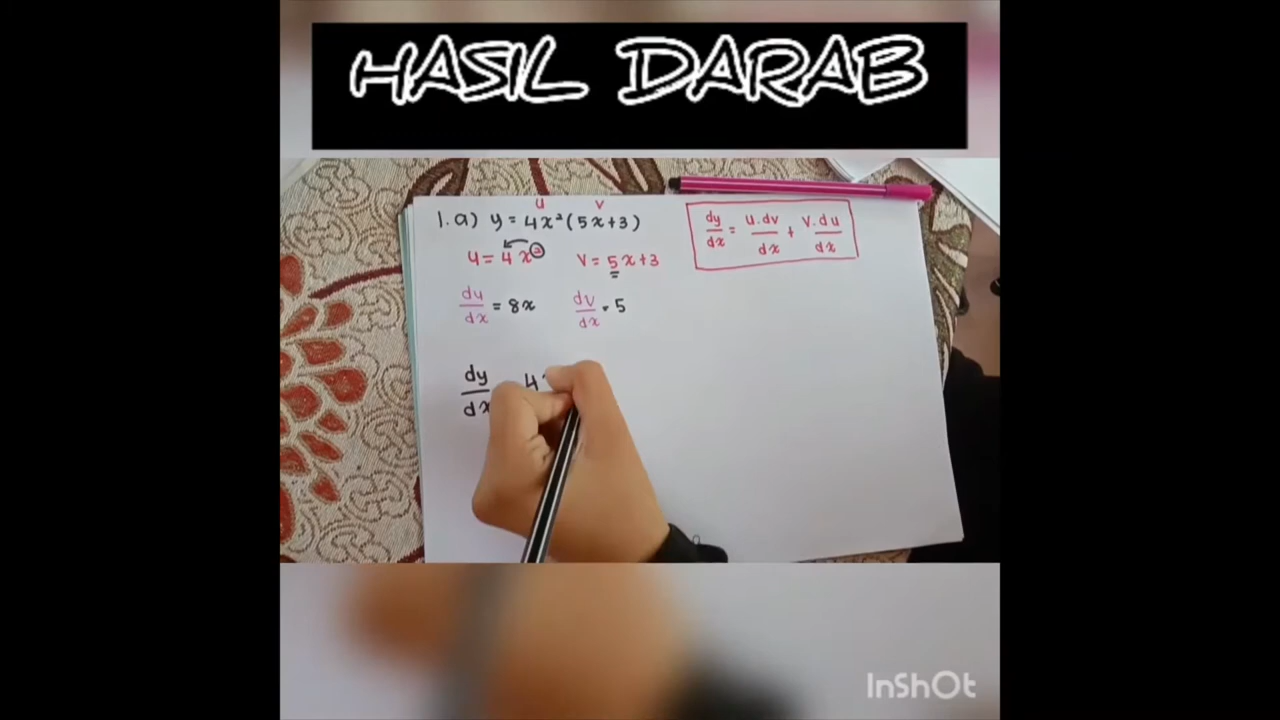 HASIL DARAB
u v
1.a) y = 4x²(5x+3)
dy/dx = u.dv/dx + v.du/dx
u = 4x² v = 5x+3
du/dx = 8x dv/dx = 5
dy/dx 4
InShOt